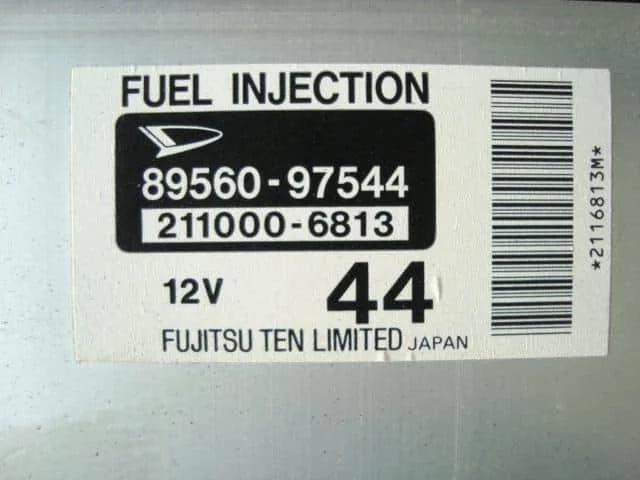 FUEL INJECTION
89560-97544
211000-6813
12V 44
FUJITSU TEN LIMITED JAPAN
*2116813M*